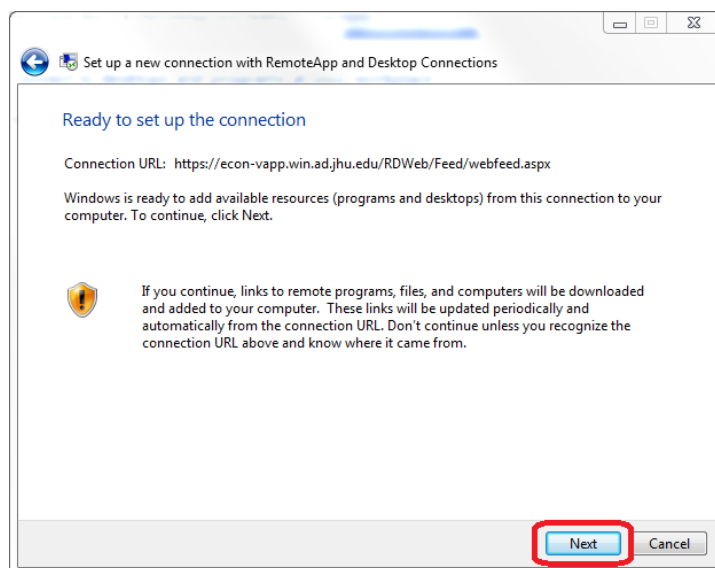 Set up a new connection with RemoteApp and Desktop Connections
Ready to set up the connection
Connection URL: https://econ-vapp.win.ad.jhu.edu/RDWeb/Feed/webfeed.aspx
Windows is ready to add available resources (programs and desktops) from this connection to your
computer. To continue, click Next.
If you continue, links to remote programs, files, and computers will be downloaded
and added to your computer. These links will be updated periodically and
automatically from the connection URL. Don't continue unless you recognize the
connection URL above and know where it came from.
Next
Cancel